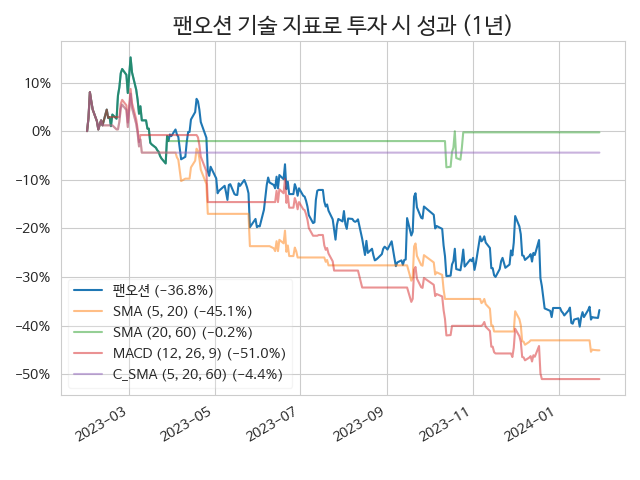 팬오션 기술 지표로 투자 시 성과 (1년)
10%
0%
−10%
−20%
−30%
−40%
−50%
팬오션 (−36.8%)
SMA (5, 20) (−45.1%)
SMA (20, 60) (−0.2%)
MACD (12, 26, 9) (−51.0%)
C_SMA (5, 20, 60) (−4.4%)
2023−03
2023−05
2023−07
2023−09
2023−11
2024−01